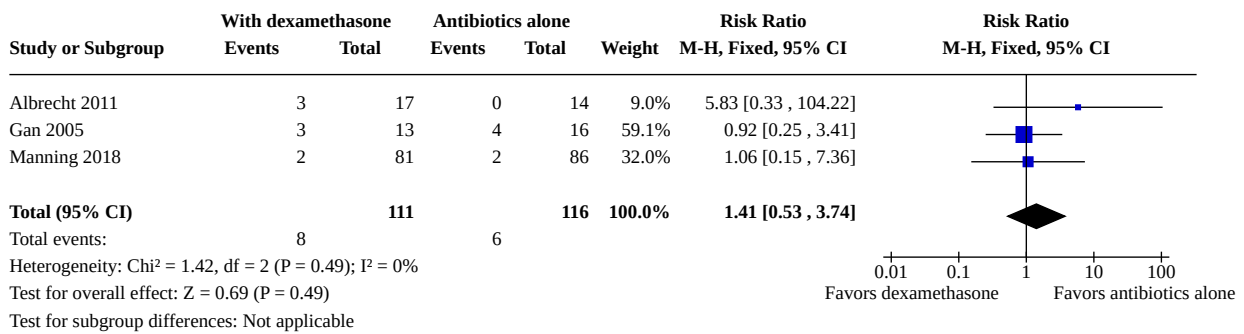 With dexamethasone Antibiotics alone Risk Ratio Risk Ratio
Study or Subgroup Events Total Events Total Weight M-H, Fixed, 95% CI M-H, Fixed, 95% CI
Albrecht 2011 3 17 0 14 9.0% 5.83 [0.33 , 104.22]
Gan 2005 3 13 4 16 59.1% 0.92 [0.25 , 3.41]
Manning 2018 2 81 2 86 32.0% 1.06 [0.15 , 7.36]
Total (95% CI) 111 116 100.0% 1.41 [0.53 , 3.74]
Total events: 8 6
Heterogeneity: Chi² = 1.42, df = 2 (P = 0.49); I² = 0%
Test for overall effect: Z = 0.69 (P = 0.49)
Test for subgroup differences: Not applicable
0.01 0.1 1 10 100
Favors dexamethasone Favors antibiotics alone